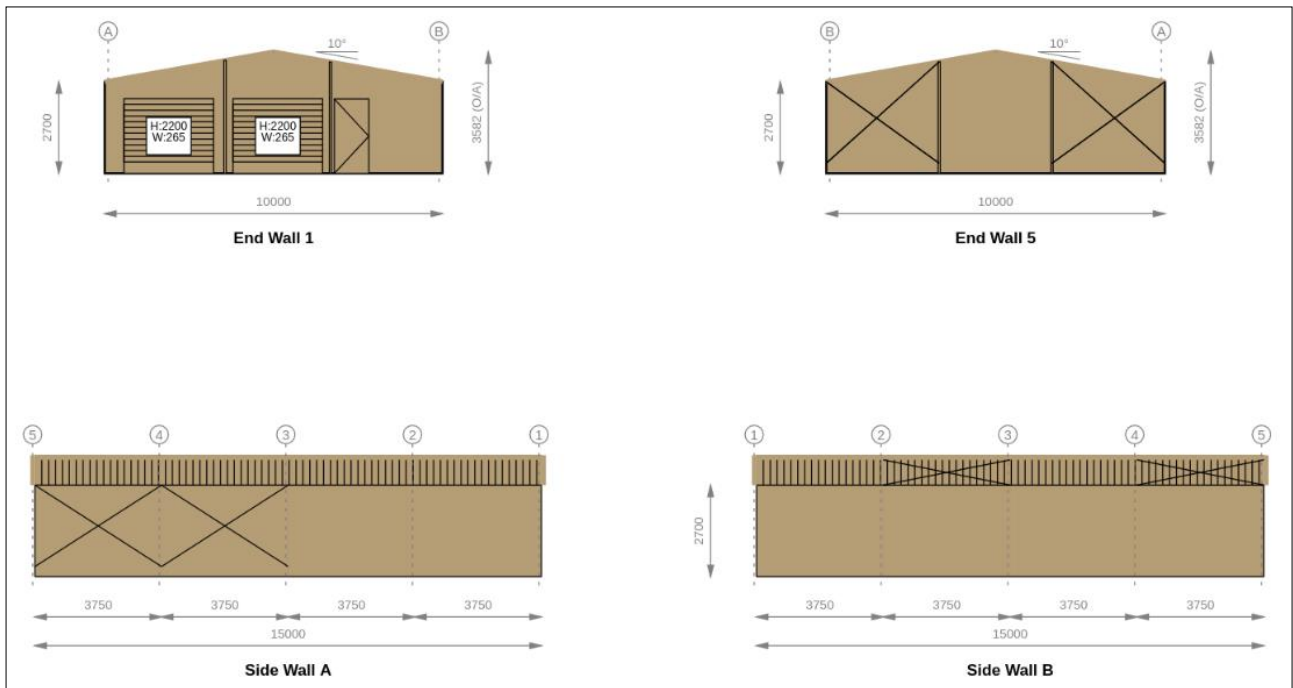 A
B
10°
2700
3582 (O/A)
H:2200
W:265
H:2200
W:265
10000
End Wall 1
B
A
10°
2700
3582 (O/A)
10000
End Wall 5
5
4
3
2
1
3750
3750
3750
3750
15000
Side Wall A
1
2
3
4
5
2700
3750
3750
3750
3750
15000
Side Wall B